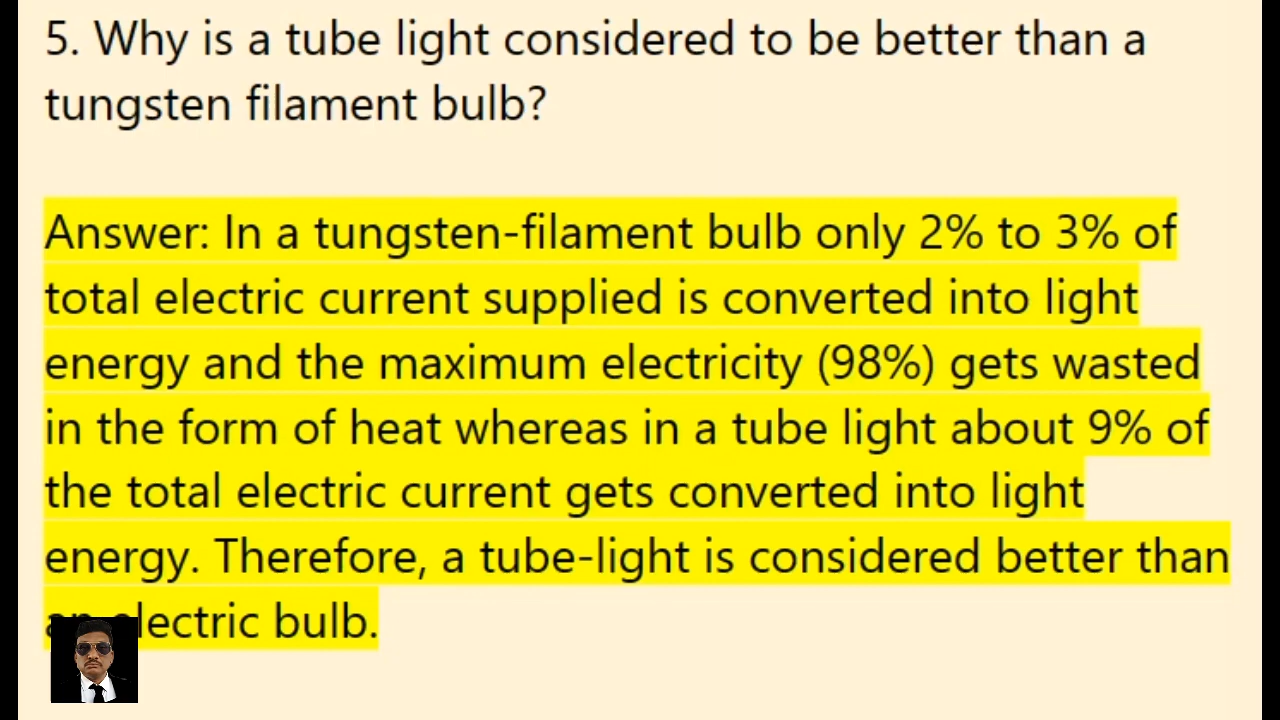 5. Why is a tube light considered to be better than a
tungsten filament bulb?
Answer: In a tungsten-filament bulb only 2% to 3% of
total electric current supplied is converted into light
energy and the maximum electricity (98%) gets wasted
in the form of heat whereas in a tube light about 9% of
the total electric current gets converted into light
energy. Therefore, a tube-light is considered better than
an electric bulb.